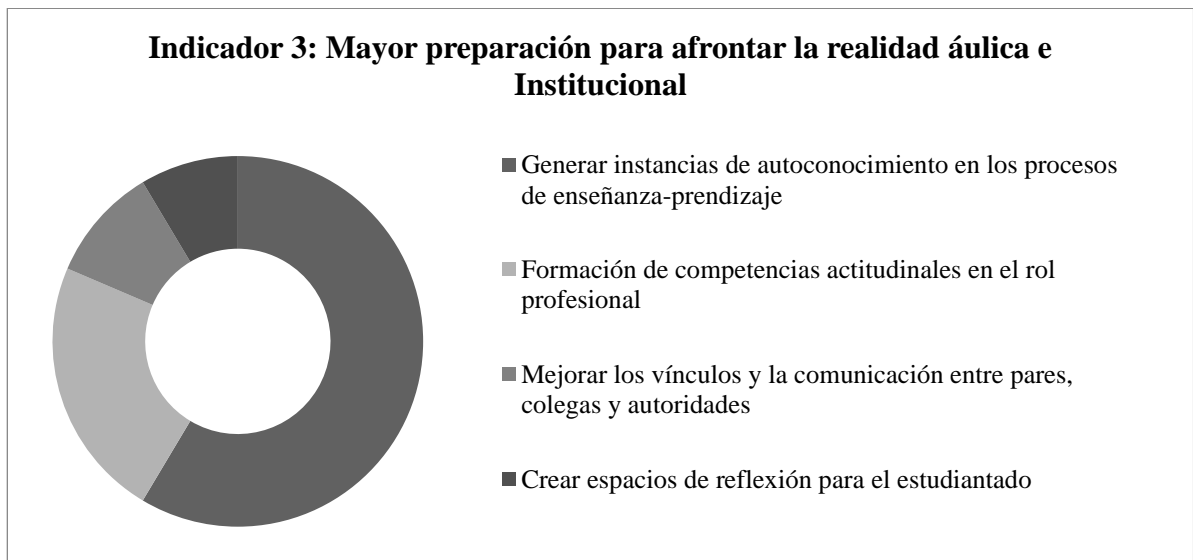 Indicador 3: Mayor preparación para afrontar la realidad áulica e
Institucional
Generar instancias de autoconocimiento en los procesos
de enseñanza-prendizaje
Formación de competencias actitudinales en el rol
profesional
Mejorar los vínculos y la comunicación entre pares,
colegas y autoridades
Crear espacios de reflexión para el estudiantado